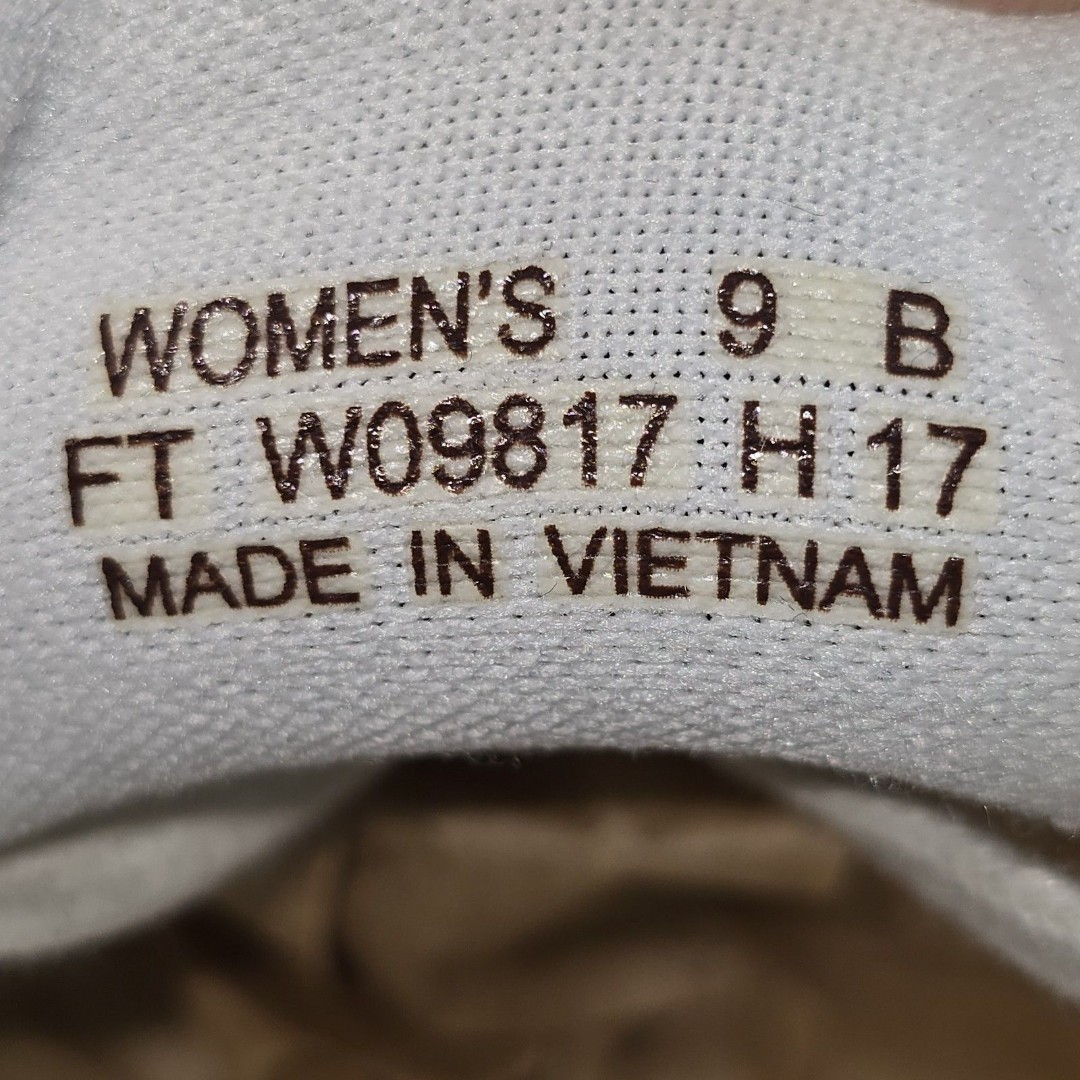 WOMEN'S 9 B
FT W09817 H 17
MADE IN VIETNAM